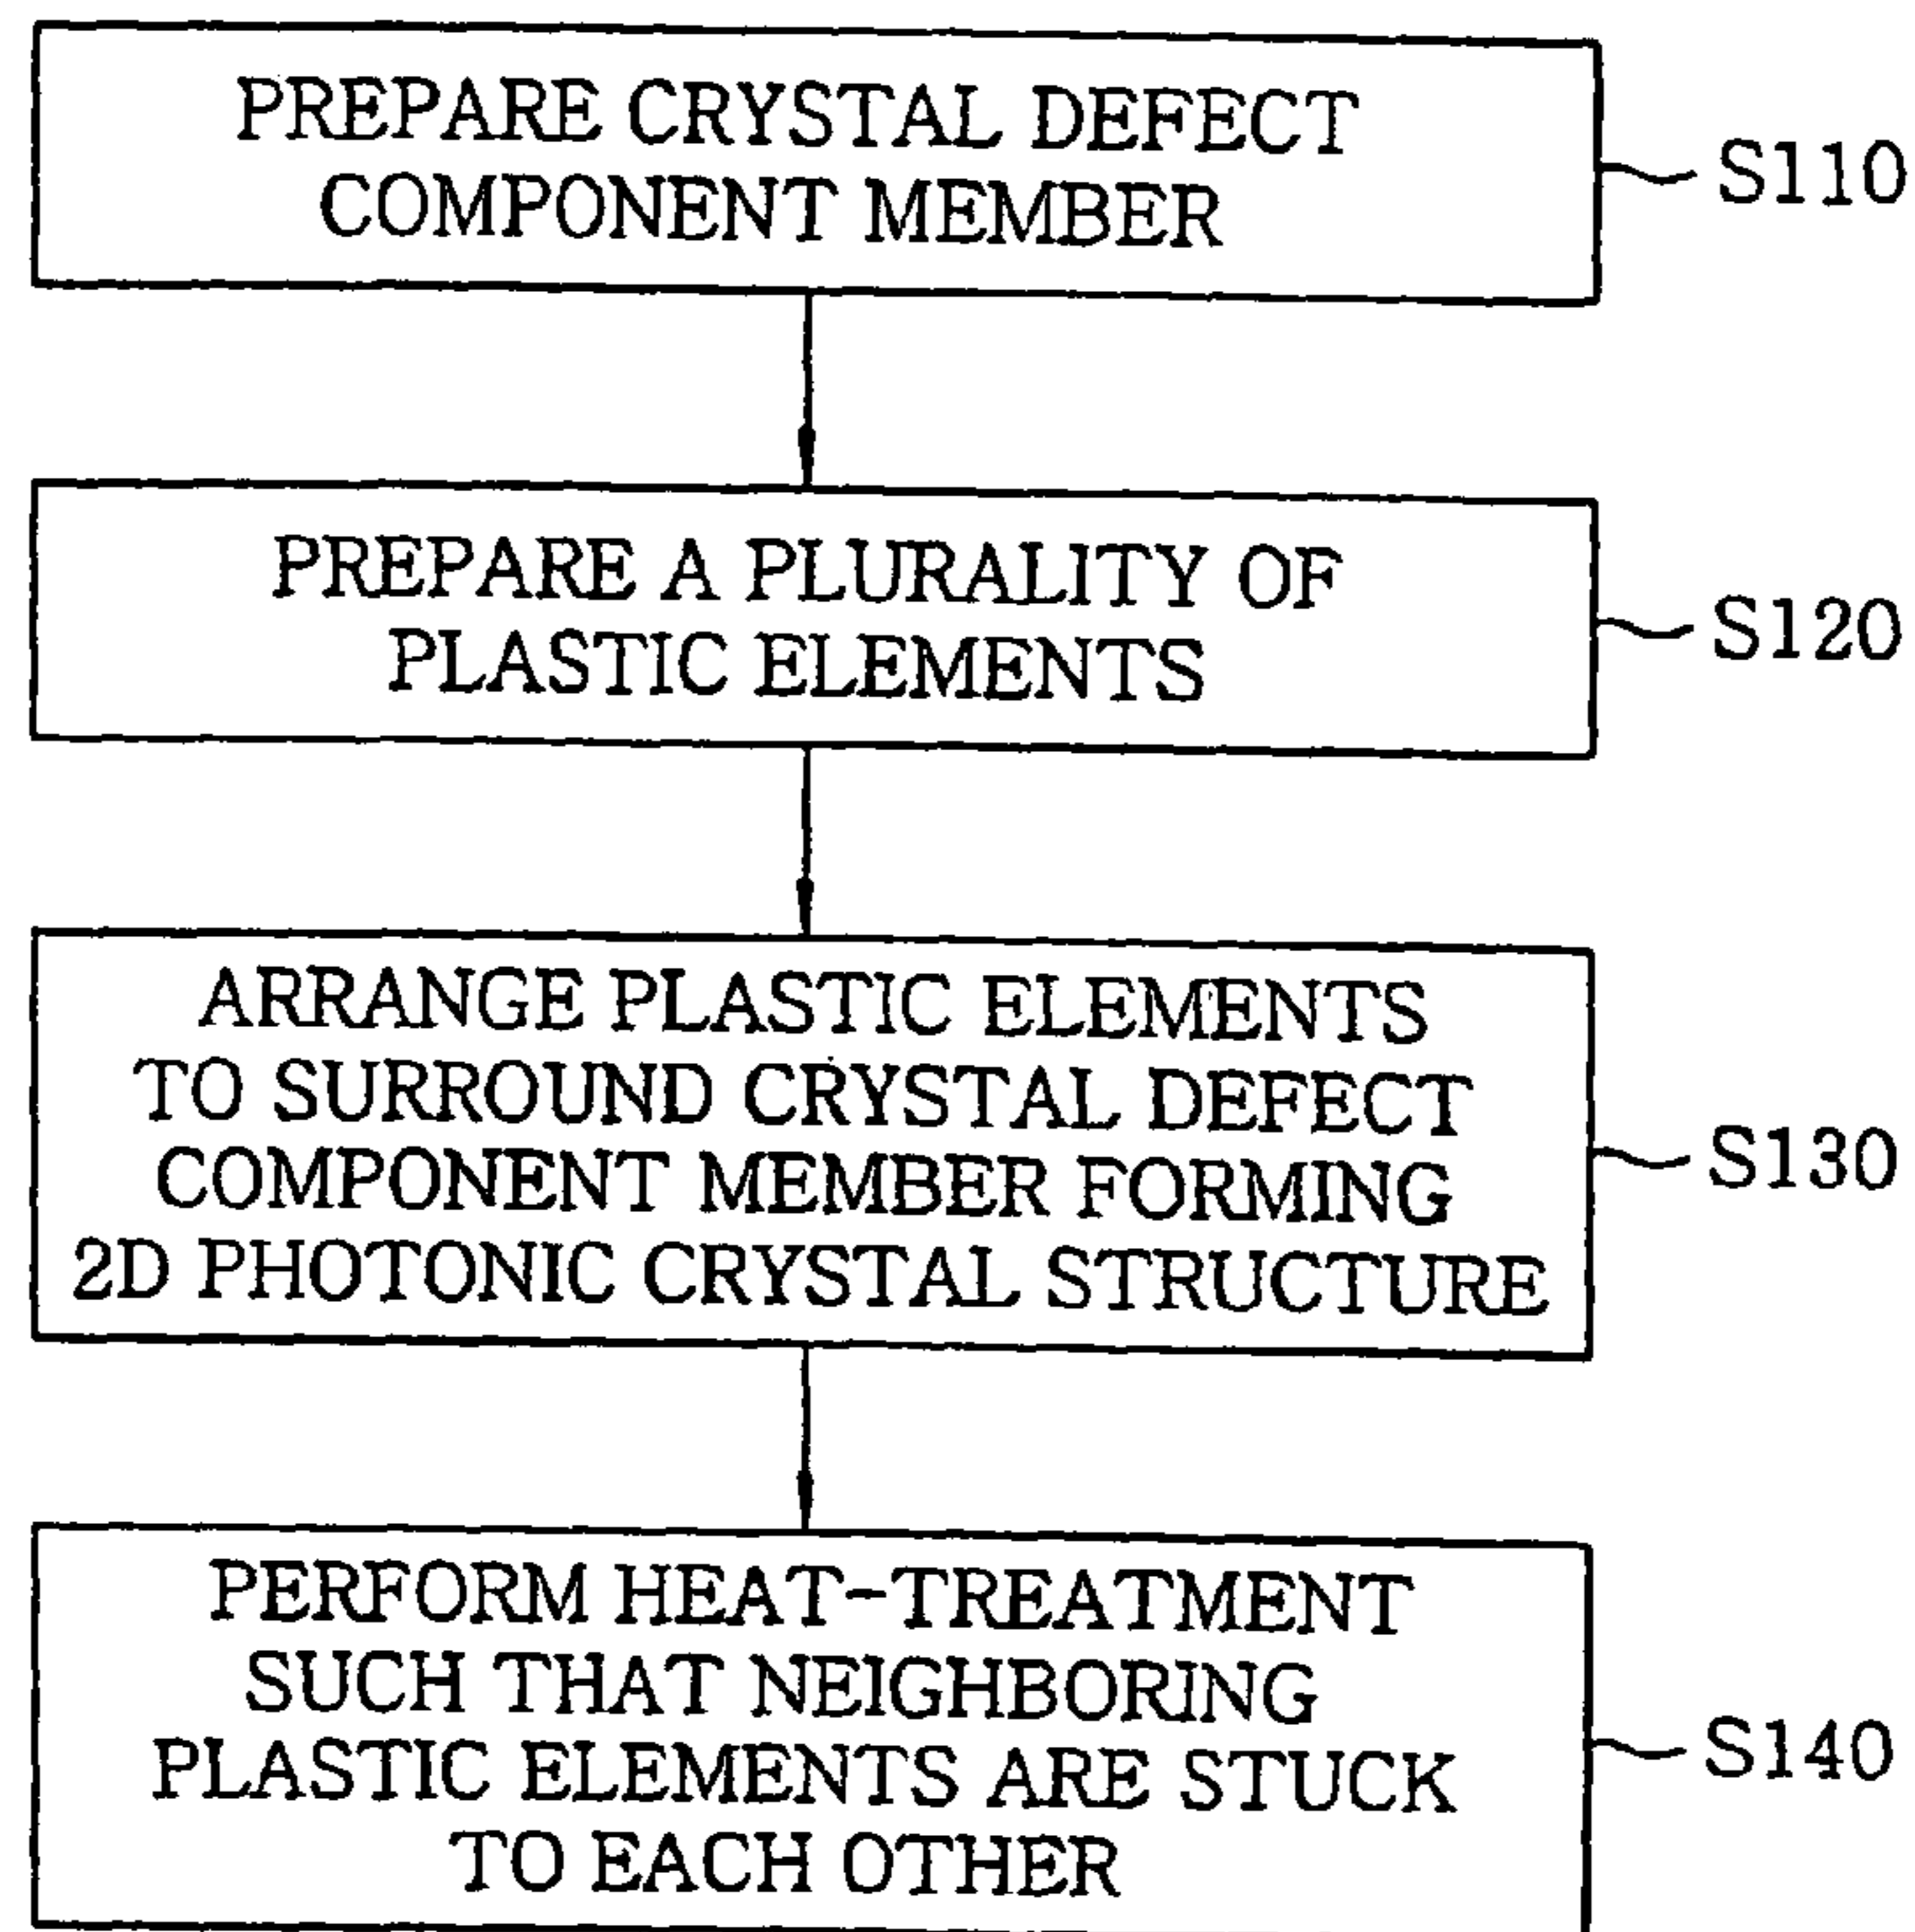 PREPARE CRYSTAL DEFECT
COMPONENT MEMBER
S110
PREPARE A PLURALITY OF
PLASTIC ELEMENTS
S120
ARRANGE PLASTIC ELEMENTS
TO SURROUND CRYSTAL DEFECT
COMPONENT MEMBER FORMING
2D PHOTONIC CRYSTAL STRUCTURE
S130
PERFORM HEAT-TREATMENT
SUCH THAT NEIGHBORING
PLASTIC ELEMENTS ARE STUCK
TO EACH OTHER
S140